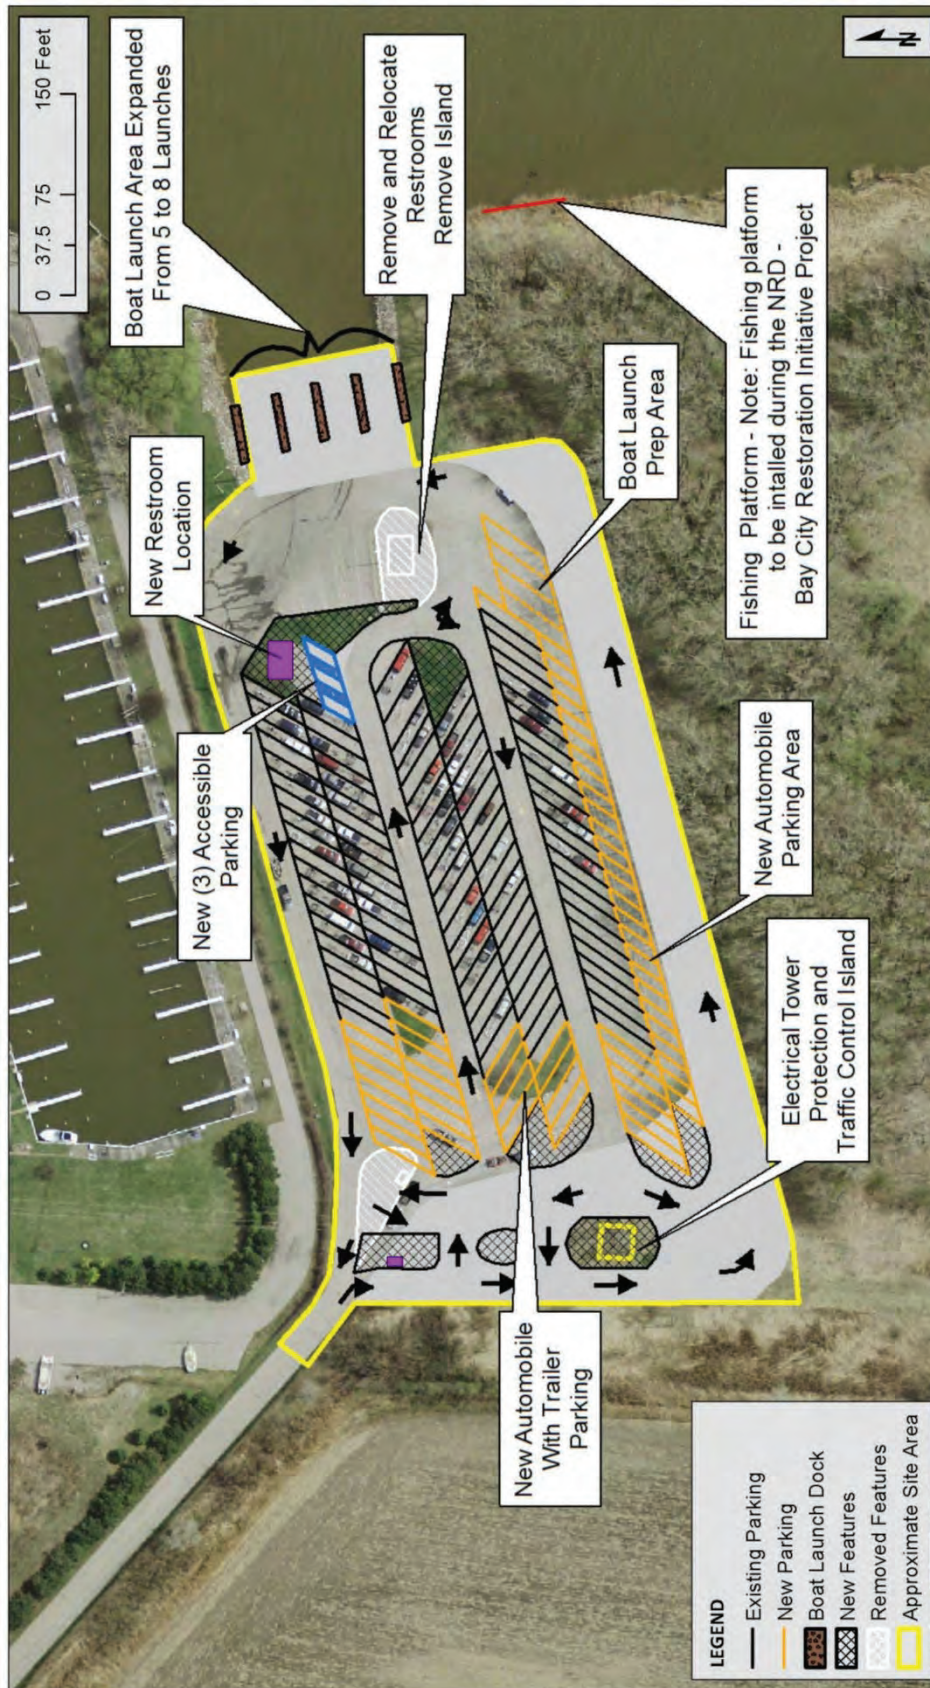 0 37.5 75 150 Feet
Boat Launch Area Expanded
From 5 to 8 Launches
New Restroom
Location
Remove and Relocate
Restrooms
Remove Island
New (3) Accessible
Parking
Boat Launch
Prep Area
New Automobile
With Trailer
Parking
Electrical Tower
Protection and
Traffic Control Island
New Automobile
Parking Area
Fishing Platform - Note: Fishing platform
to be intalled during the NRD -
Bay City Restoration Initiative Project
N
LEGEND
Existing Parking
New Parking
Boat Launch Dock
New Features
Removed Features
Approximate Site Area